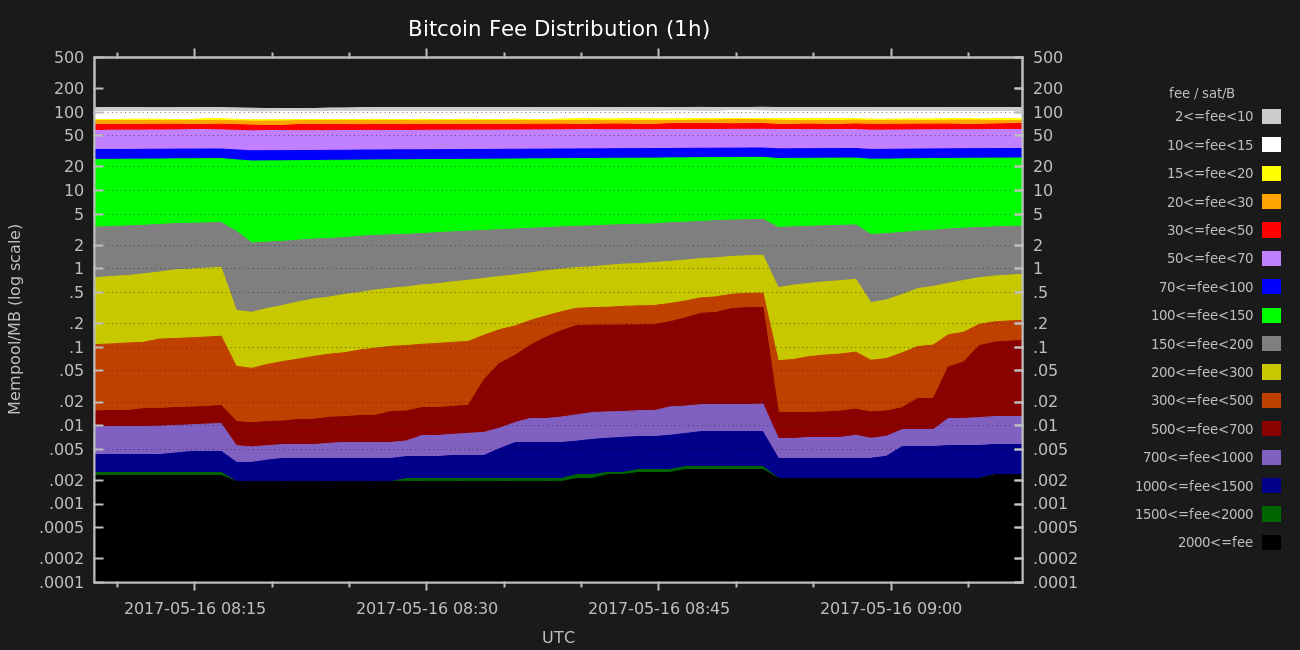 Bitcoin Fee Distribution (1h)
Mempool/MB (log scale)
500
200
100
50
20
10
5
2
1
.5
.2
.1
.05
.02
.01
.005
.002
.001
.0005
.0002
.0001
500
200
100
50
20
10
5
2
1
.5
.2
.1
.05
.02
.01
.005
.002
.001
.0005
.0002
.0001
fee / sat/B
2<=fee<10
10<=fee<15
15<=fee<20
20<=fee<30
30<=fee<50
50<=fee<70
70<=fee<100
100<=fee<150
150<=fee<200
200<=fee<300
300<=fee<500
500<=fee<700
700<=fee<1000
1000<=fee<1500
1500<=fee<2000
2000<=fee
2017-05-16 08:15 2017-05-16 08:30 2017-05-16 08:45 2017-05-16 09:00
UTC